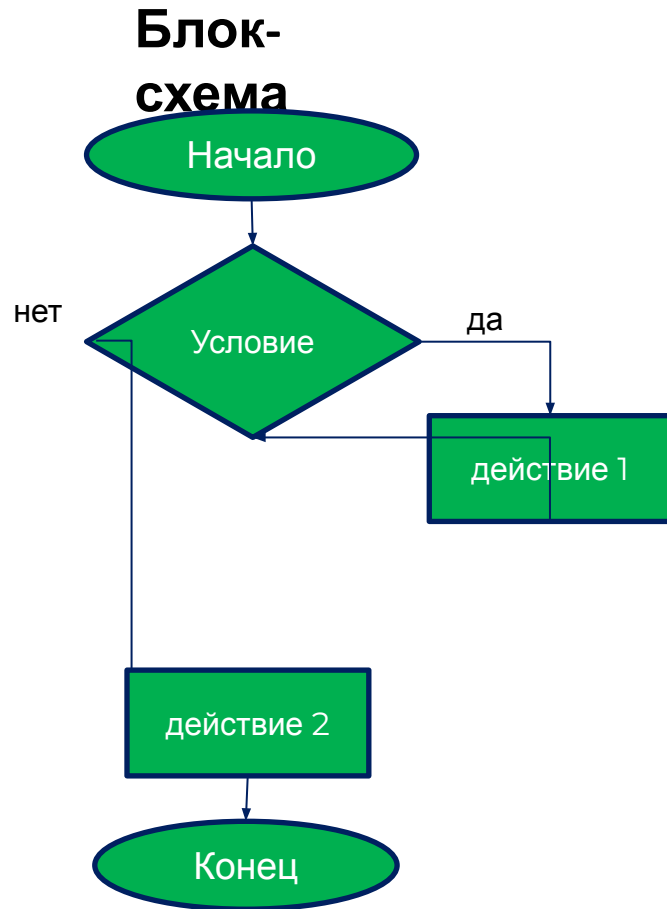 Блок-
схема
Начало
нет
да
Условие
действие 1
действие 2
Конец